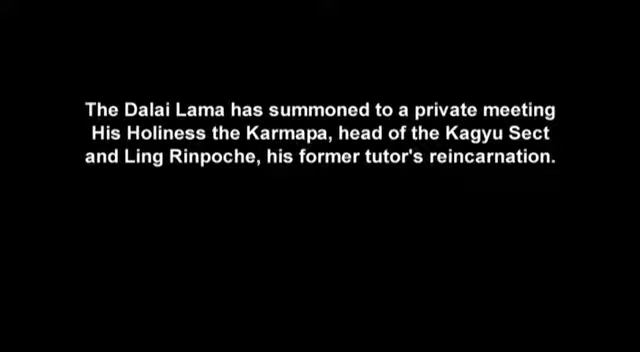 The Dalai Lama has summoned to a private meeting
His Holiness the Karmapa, head of the Kagyu Sect
and Ling Rinpoche, his former tutor's reincarnation.